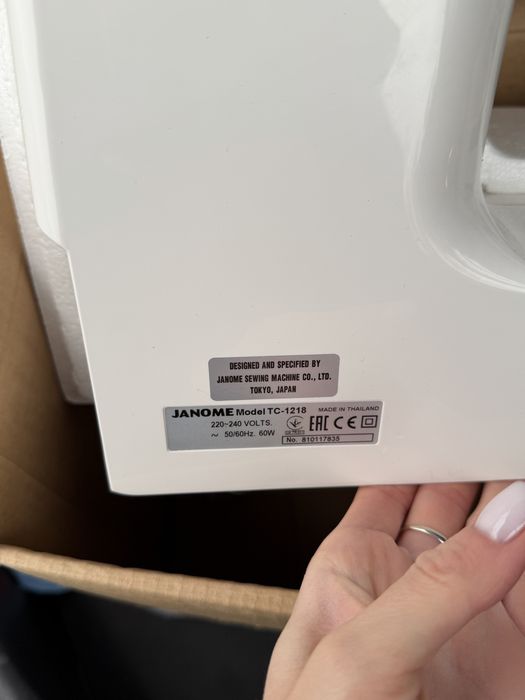 DESIGNED AND SPECIFIED BY
JANOME SEWING MACHINE CO., LTD.
TOKYO, JAPAN
JANOME Model TC-1218 MADE IN THAILAND
220~240 VOLTS.
~ 50/60Hz. 60W
EAC CE
No. 810117835